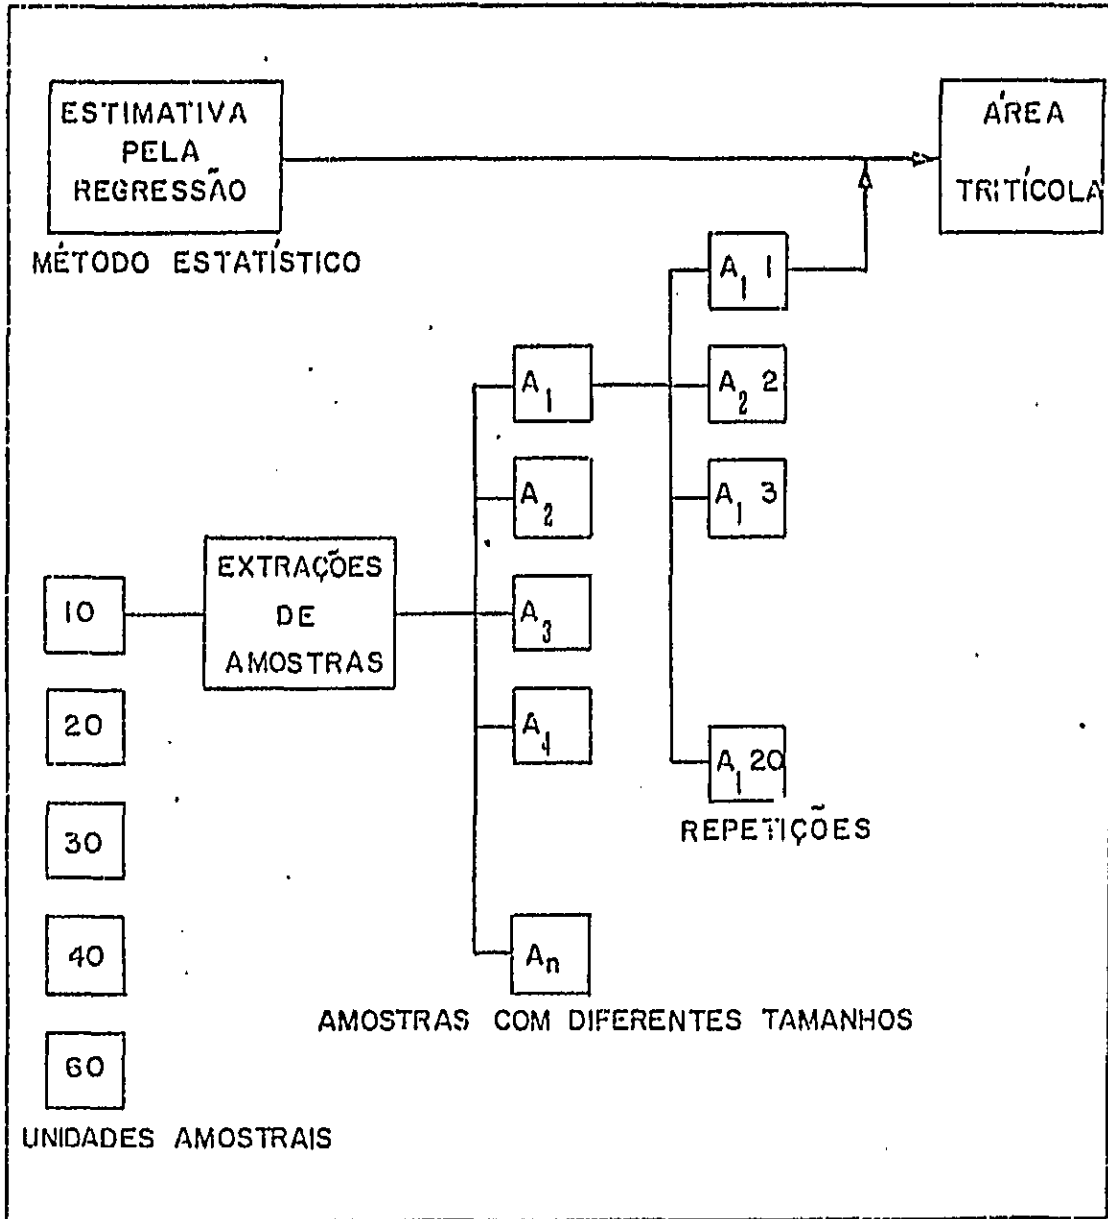 ESTIMATIVA
PELA
REGRESSÃO
MÉTODO ESTATÍSTICO
ÁREA
TRITÍCOLA
A₁ 1
A₂ 2
A₁ 3
A₁ 20
REPETIÇÕES
A₁
A₂
A₃
A₄
Aₙ
AMOSTRAS COM DIFERENTES TAMANHOS
EXTRAÇÕES
DE
AMOSTRAS
10
20
30
40
60
UNIDADES AMOSTRAIS